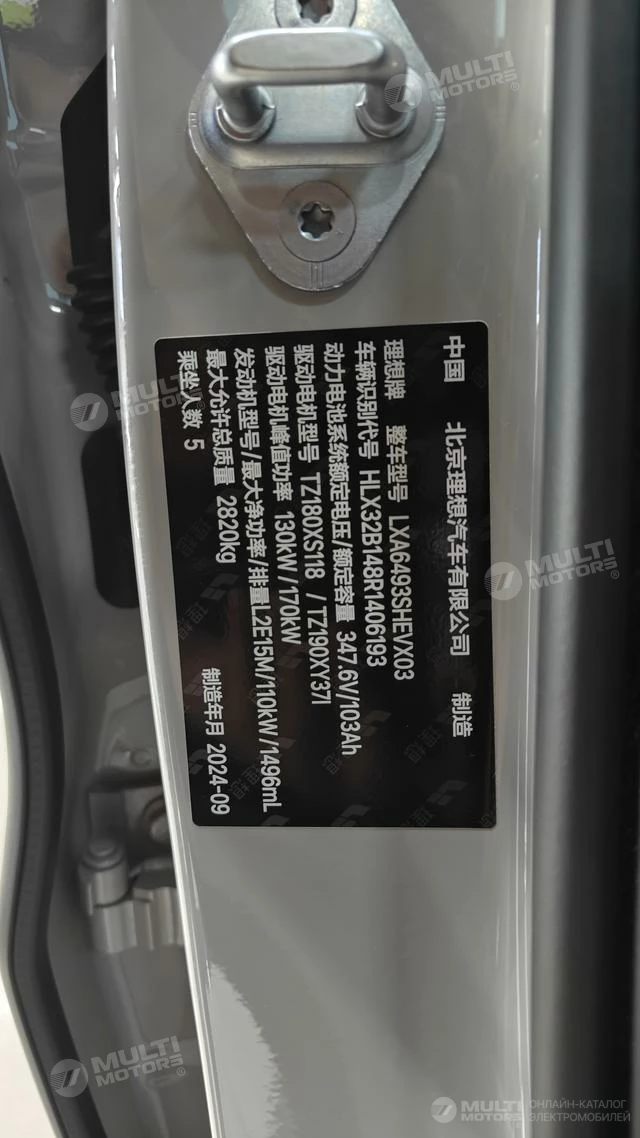 中国 北京理想汽车有限公司 制造
理想牌 整车型号 LXA6493SHEVX03
车辆识别代号 HLX32B148R1406193
动力电池系统额定电压/额定容量 347.6V/103Ah
驱动电机型号 TZ180XS118 /TZ190XY37I
驱动电机峰值功率 130kW/170kW
发动机型号/最大净功率/排量L2E15M/110kW/1496mL
最大允许总质量 2820kg 制造年月 2024-09
乘坐人数 5
MULTI MOTORS®
MULTI MOTORS®
MULTI MOTORS®
MULTI MOTORS®
MULTI MOTORS® ОНЛАЙН-КАТАЛОГ
ЭЛЕКТРОМОБИЛЕЙ